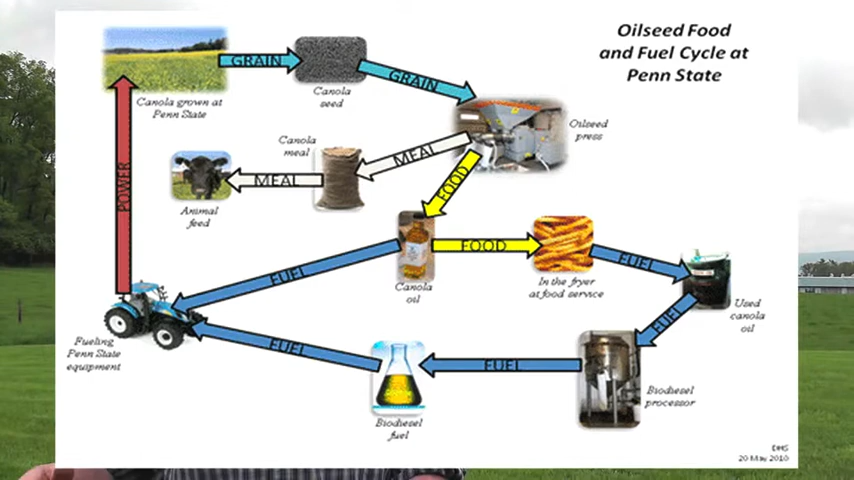 Oilseed Food
and Fuel Cycle at
Penn State
GRAIN
GRAIN
Canola grown at
Penn State
Canola
seed
Oilseed
press
Canola
meal
MEAL
MEAL
Animal
feed
FOOD
POWER
FOOD
Canola
oil
In the fryer
at food service
FUEL
Used
canola
oil
FUEL
FUEL
Fueling
Penn State
equipment
FUEL
FUEL
Biodiesel
fuel
Biodiesel
processor
DHS
20 May 2010